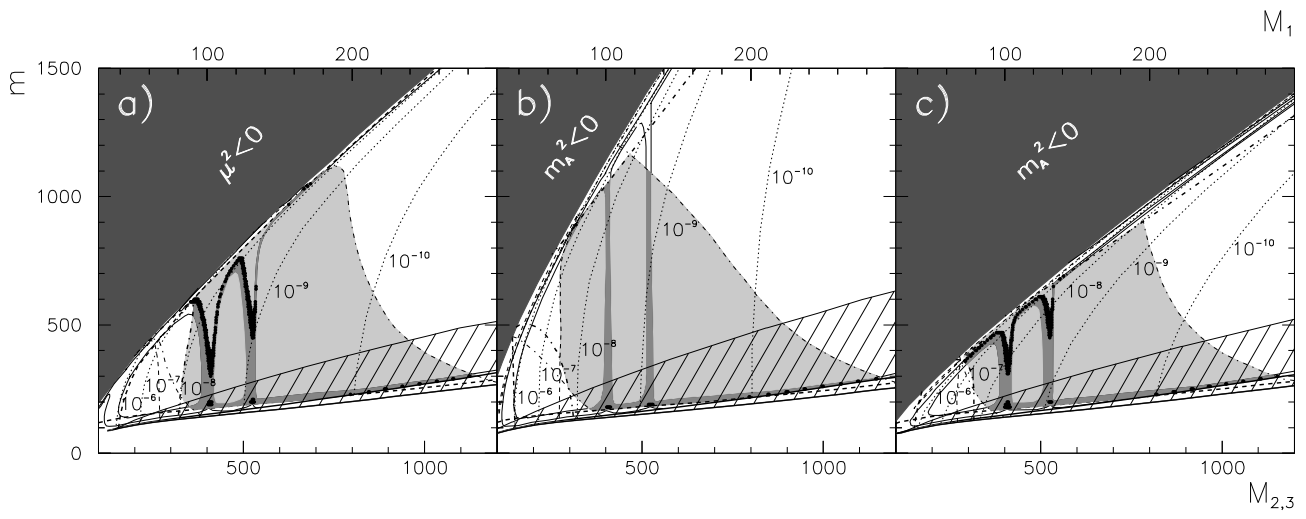 M₁
100 200 100 200 100 200
m
1500
a) b) c)
μ²<0 m_A²<0 m_A²<0
1000
10⁻¹⁰
10⁻⁹
10⁻¹⁰ 10⁻⁹ 10⁻¹⁰
10⁻⁹ 10⁻⁸
500
10⁻⁸
10⁻⁷ 10⁻⁸ 10⁻⁷ 10⁻⁷
10⁻⁶ 10⁻⁶ 10⁻⁶
0
500 1000 500 1000 500 1000
M₂,₃